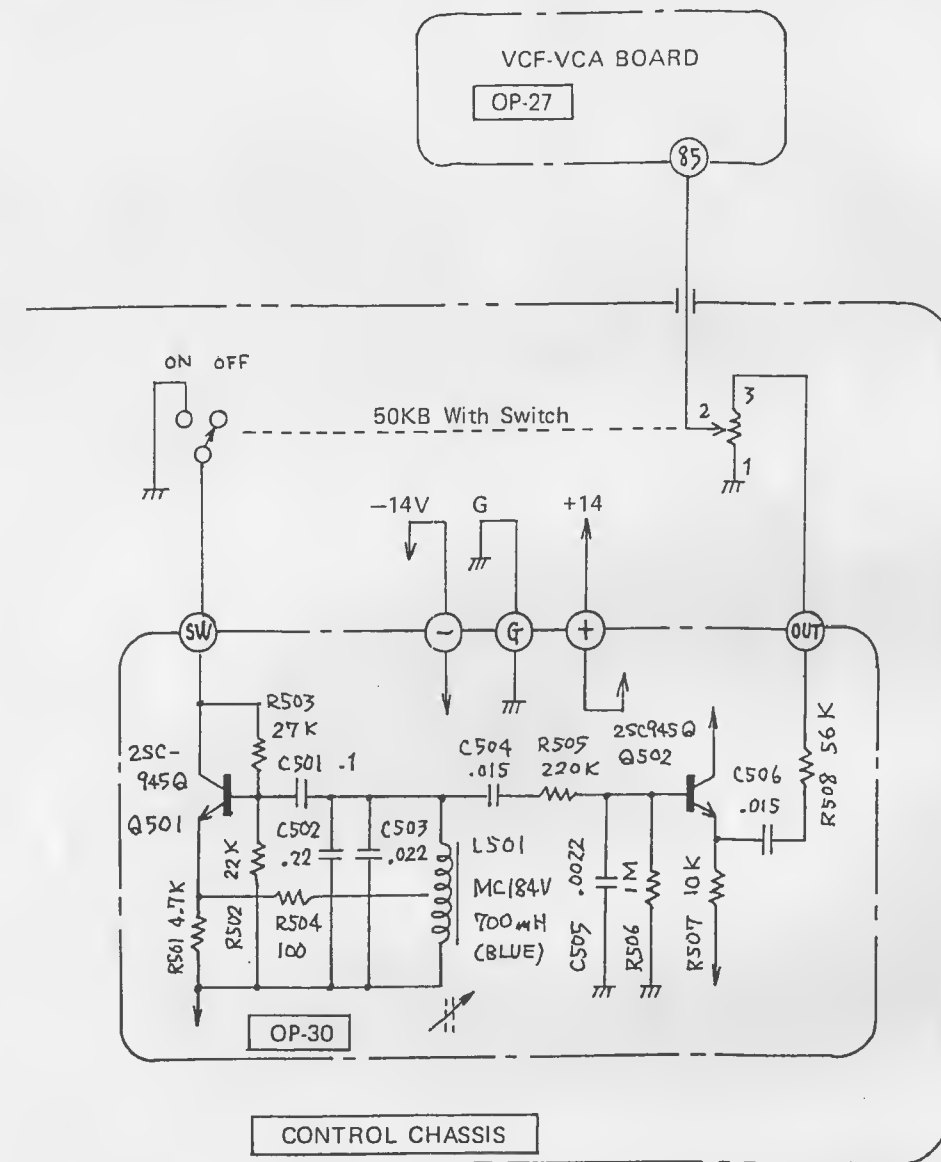 VCF-VCA BOARD
OP-27
85
ON OFF
50KB With Switch
3
2
1
-14V G +14
SW
-
G
+
OUT
R503
27K
2SC-
945Q
Q501
C501 .1
C504
.015
R505
220K
2SC945Q
Q502
C506
.015
R508 56K
C502
.22
C503
.022
L501
MC184V
700mH
(BLUE)
R501 4.7K
R502 22K
R504
100
C505 .0022
R506 1M
R507 10K
OP-30
CONTROL CHASSIS